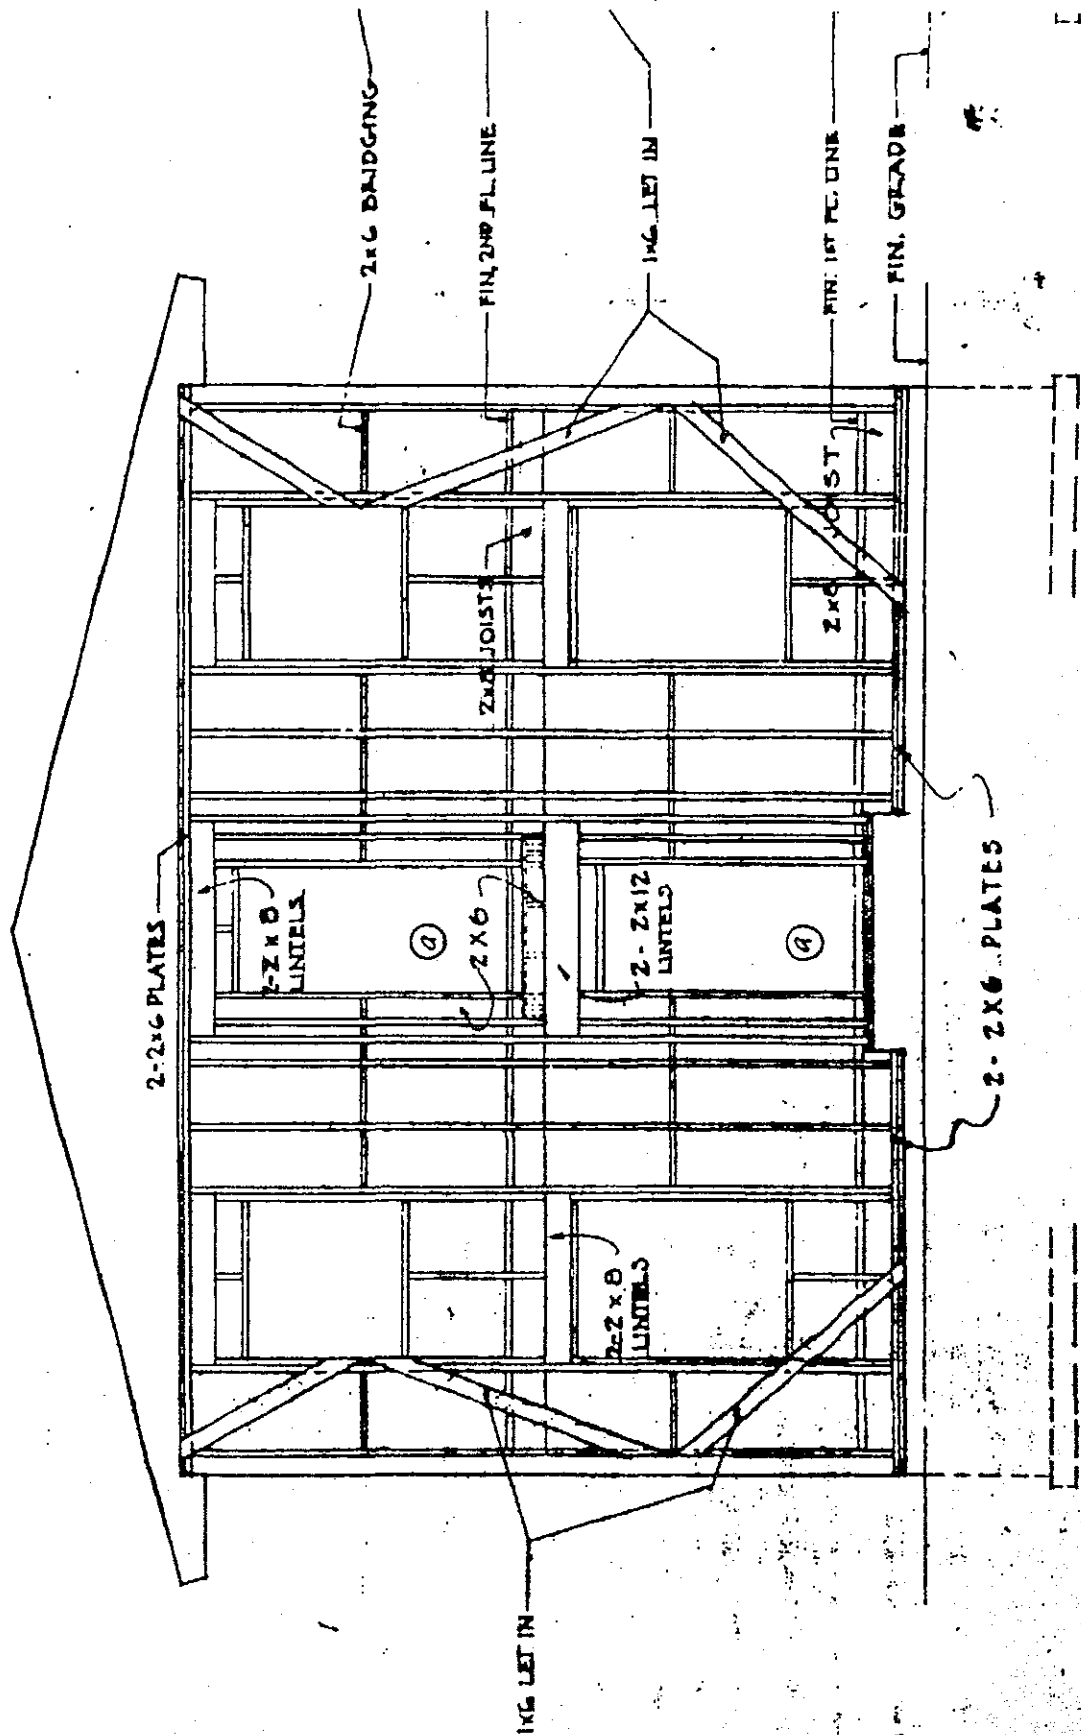 2-2x6 PLATES
2x6 BRIDGING
2-2x8
LINTELS
FIN. 2ND FL. LINE
a
2x6
2x8 JOISTS
1x6 LET IN
2-2x12
LINTELS
2-2x8
LINTELS
1x6 LET IN
a
2x8 JOIST
FIN. 1ST FL. LINE
FIN. GRADE
2-2x6 PLATES